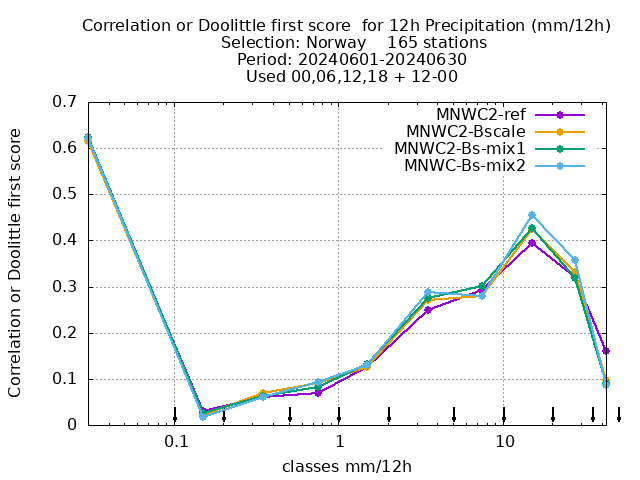 Correlation or Doolittle first score  for 12h Precipitation (mm/12h)
Selection: Norway    165 stations
Period: 20240601-20240630
Used 00,06,12,18 + 12-00
Correlation or Doolittle first score
0.7
0.6
0.5
0.4
0.3
0.2
0.1
0
MNWC2-ref
MNWC2-Bscale
MNWC2-Bs-mix1
MNWC-Bs-mix2
0.1 1 10
classes mm/12h